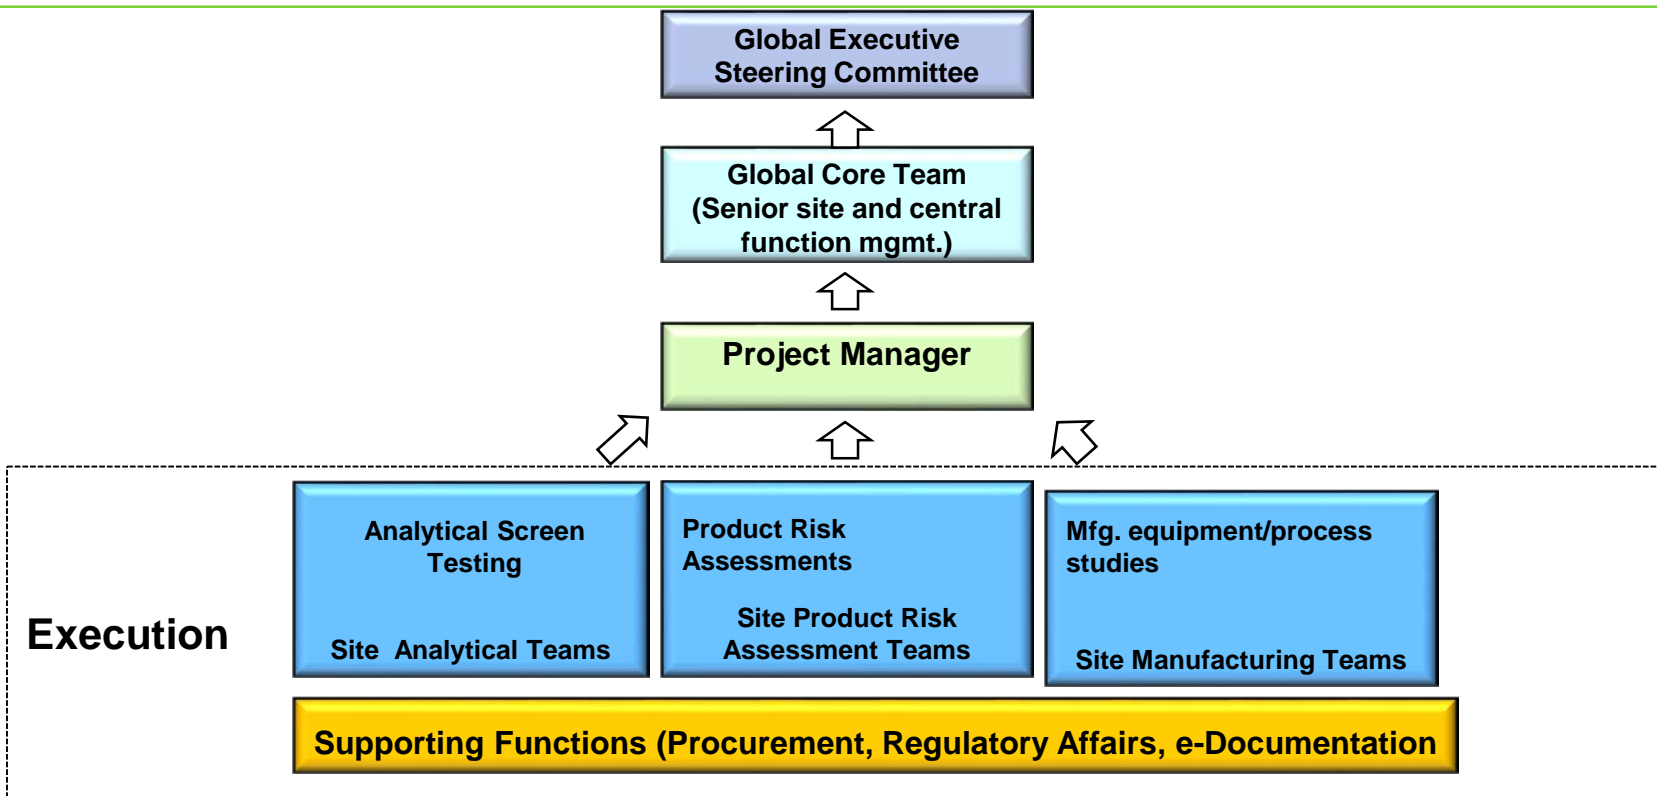 Global Executive
Steering Committee
Global Core Team
(Senior site and central
function mgmt.)
Project Manager
Execution
Analytical Screen
Testing
Site Analytical Teams
Product Risk
Assessments
Site Product Risk
Assessment Teams
Mfg. equipment/process
studies
Site Manufacturing Teams
Supporting Functions (Procurement, Regulatory Affairs, e-Documentation